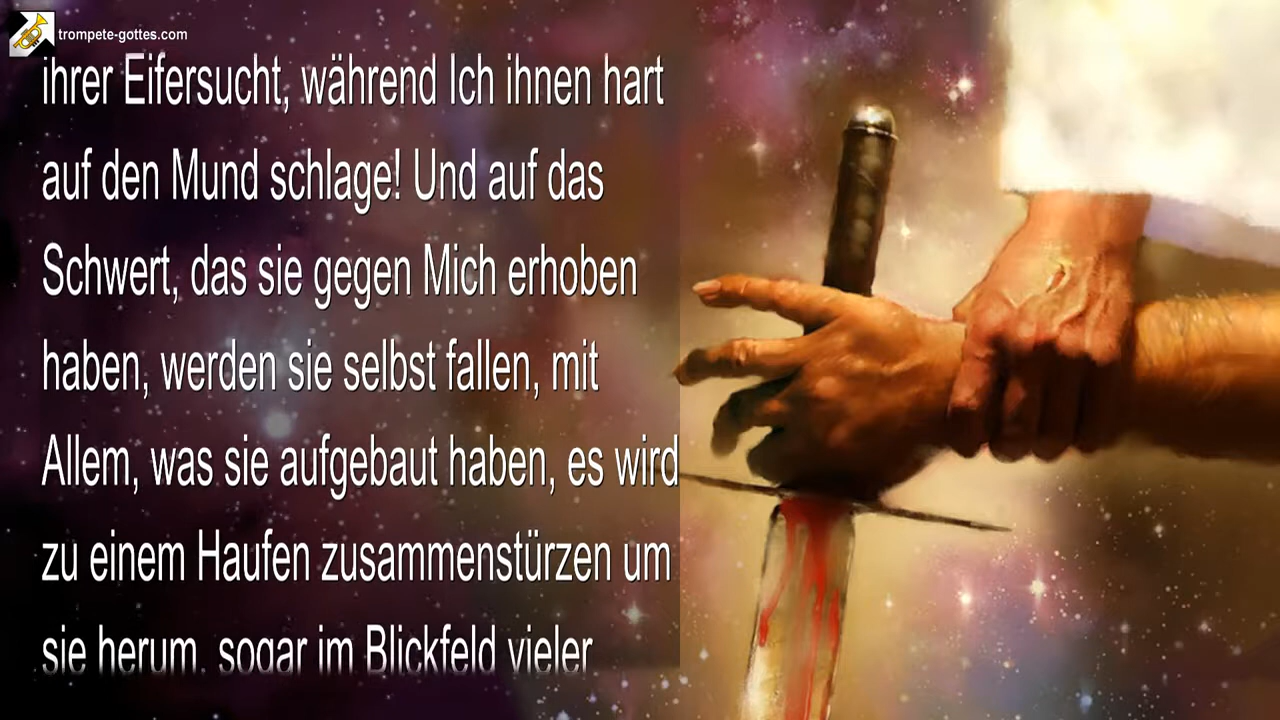 trompete-gottes.com
ihrer Eifersucht, während Ich ihnen hart
auf den Mund schlage! Und auf das
Schwert, das sie gegen Mich erhoben
haben, werden sie selbst fallen, mit
Allem, was sie aufgebaut haben, es wird
zu einem Haufen zusammenstürzen um
sie herum, sogar im Blickfeld vieler